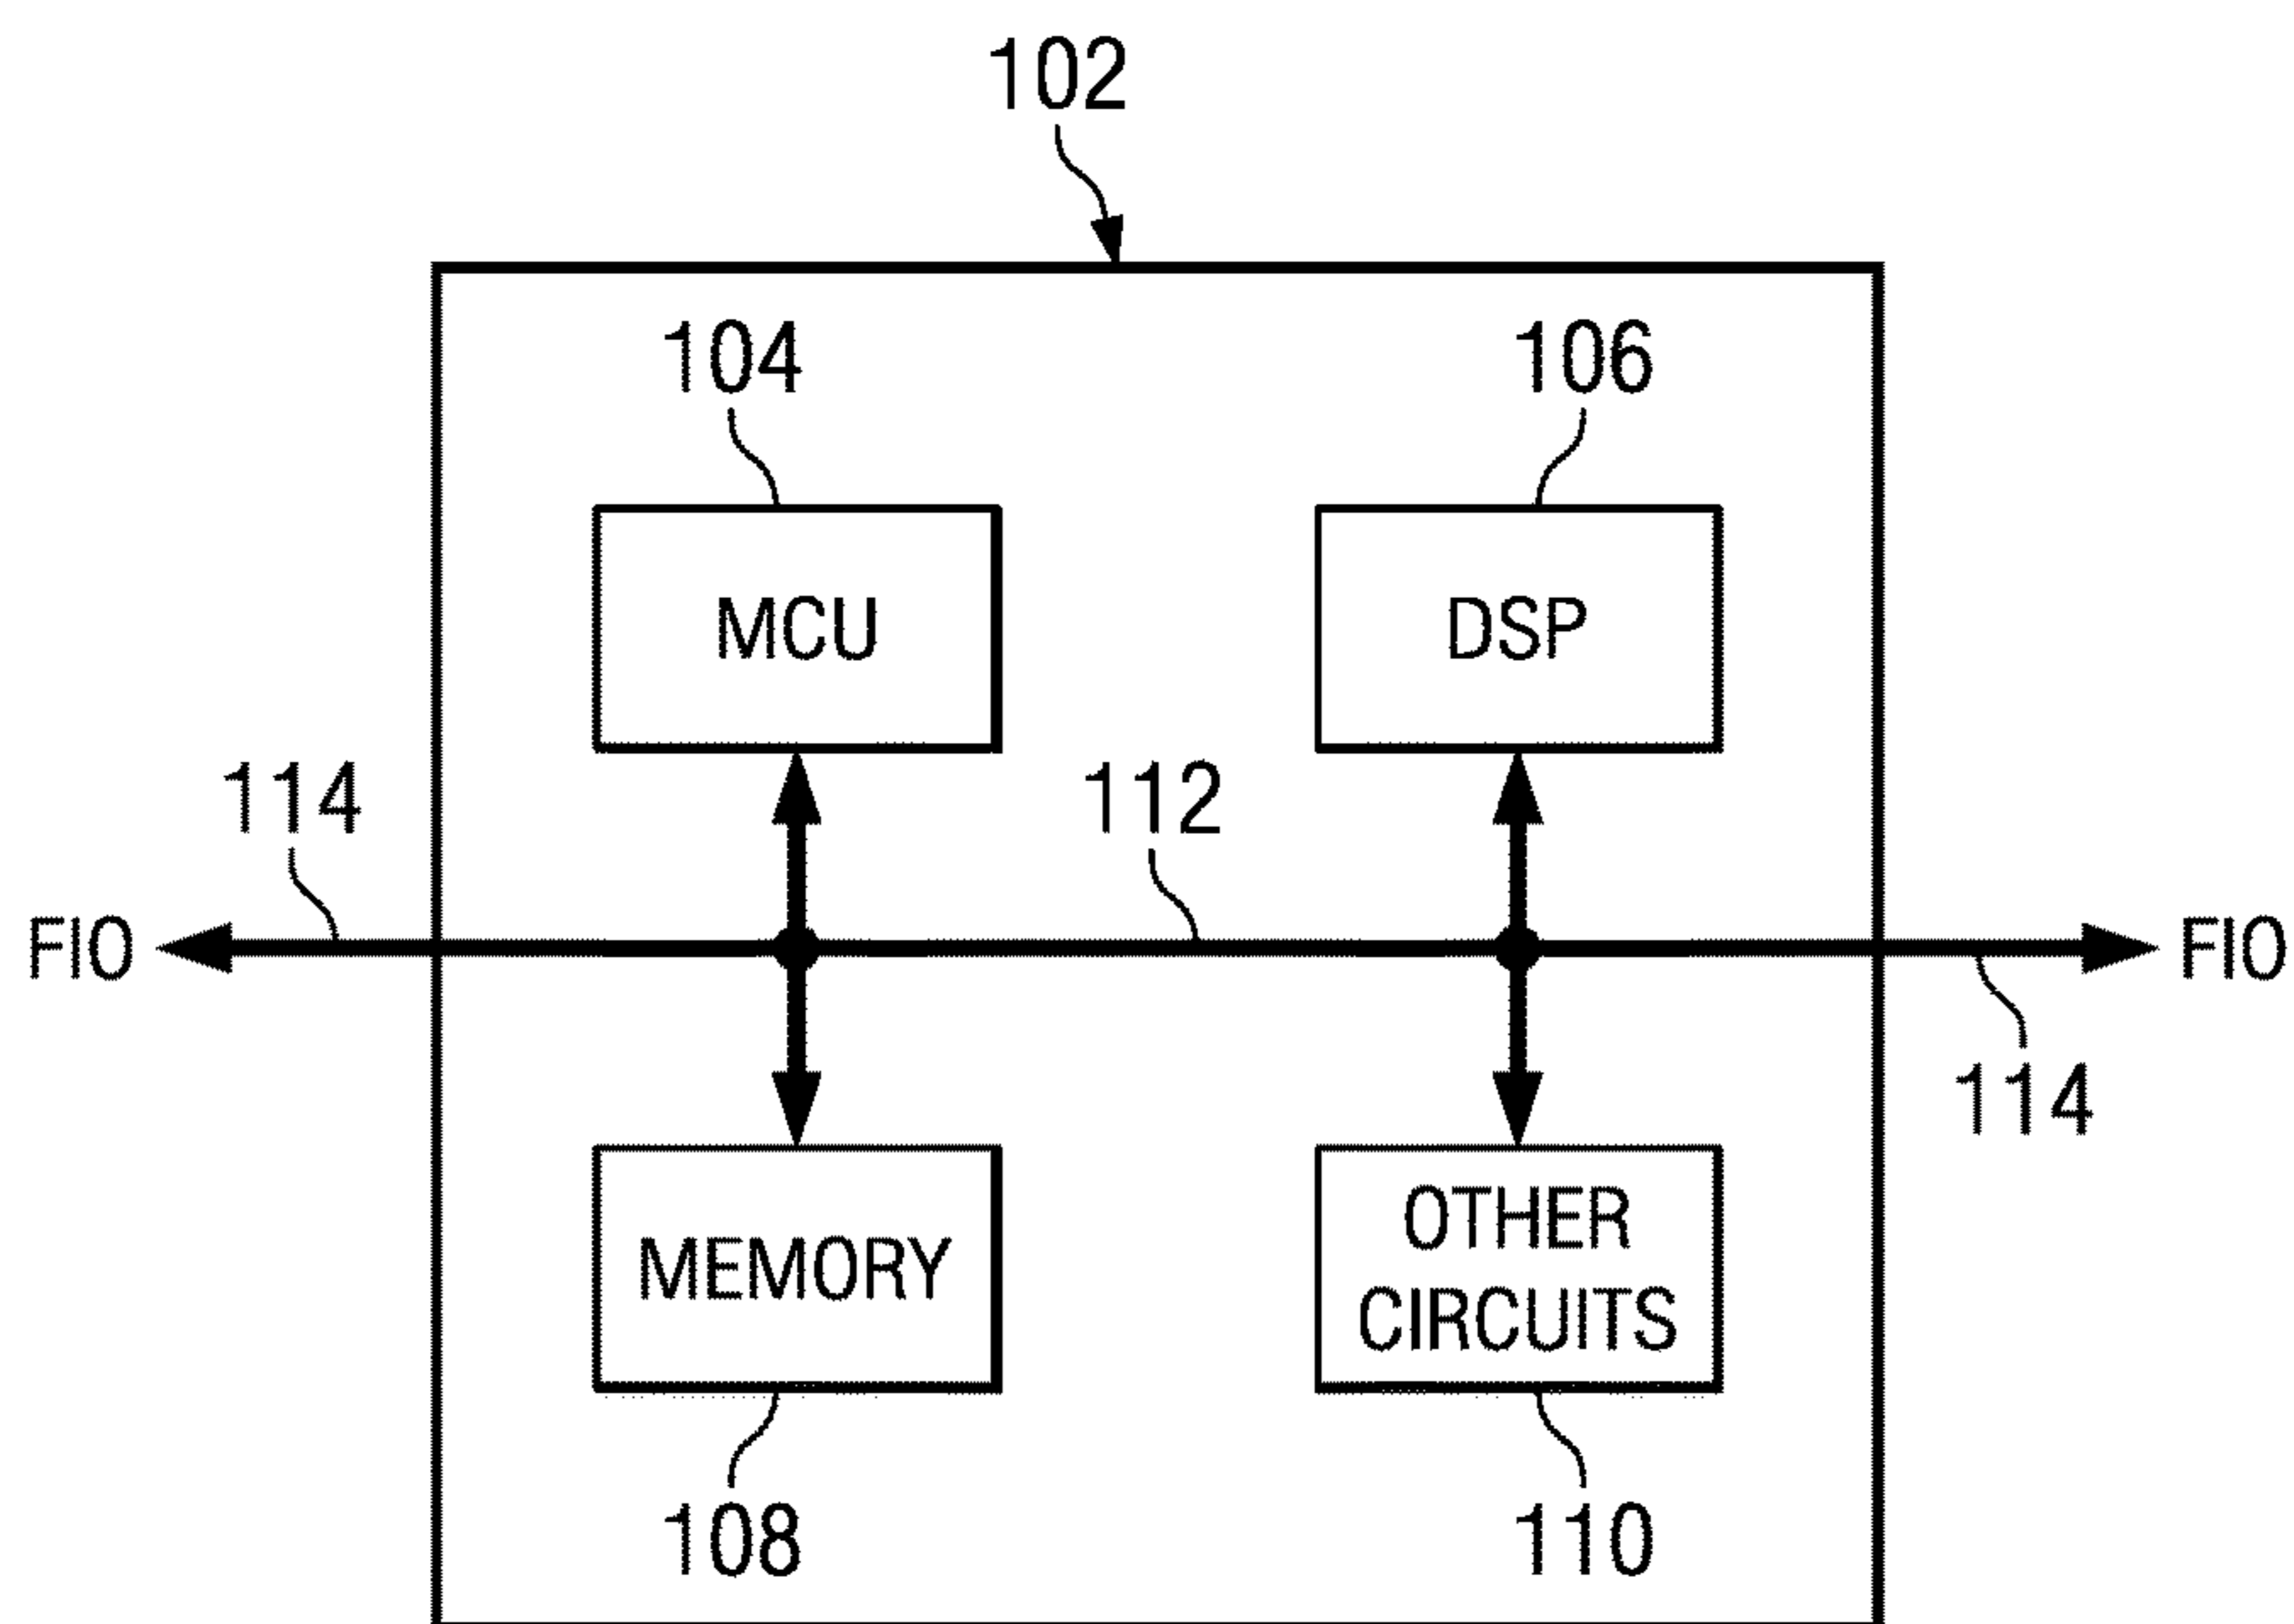 102
104
106
MCU
DSP
114
112
FIO
FIO
114
MEMORY
OTHER
CIRCUITS
108
110